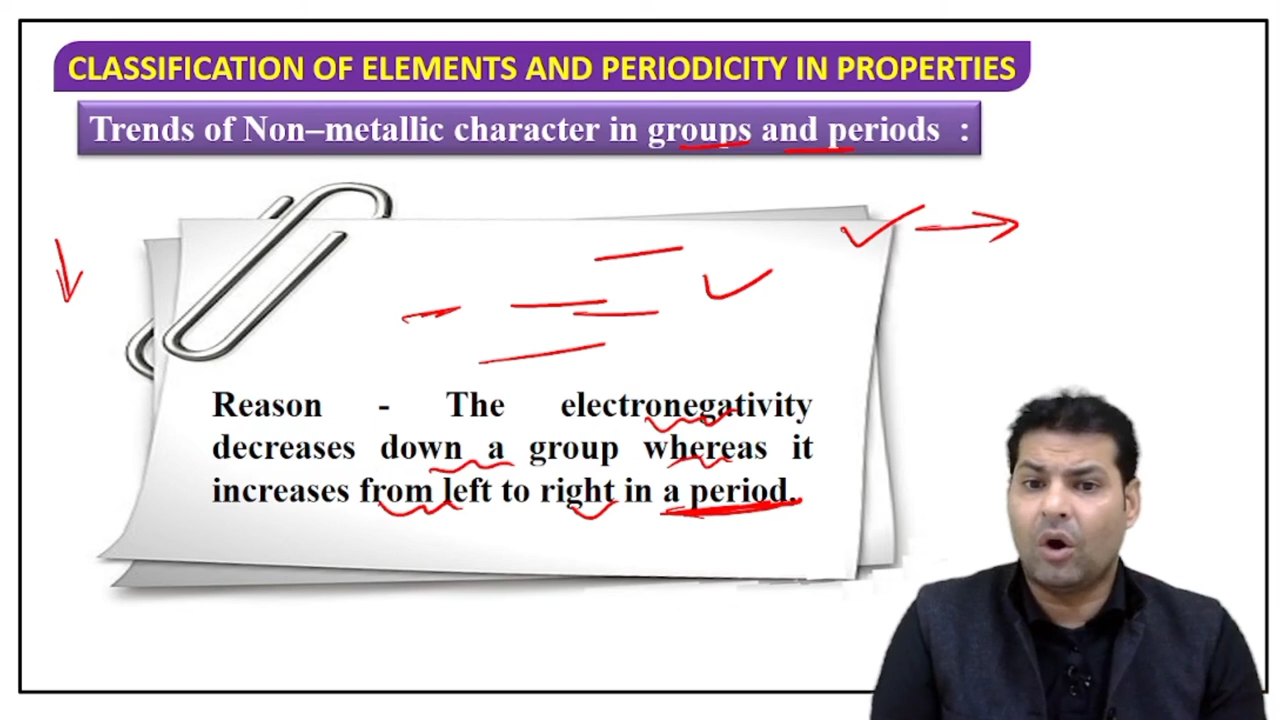 CLASSIFICATION OF ELEMENTS AND PERIODICITY IN PROPERTIES
Trends of Non–metallic character in groups and periods :
Reason - The electronegativity
decreases down a group whereas it
increases from left to right in a period.